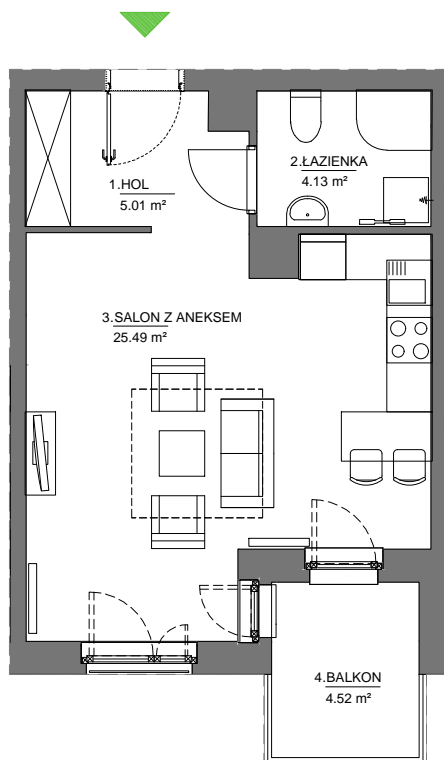 1.HOL
5.01 m²
2.ŁAZIENKA
4.13 m²
3.SALON Z ANEKSEM
25.49 m²
4.BALKON
4.52 m²